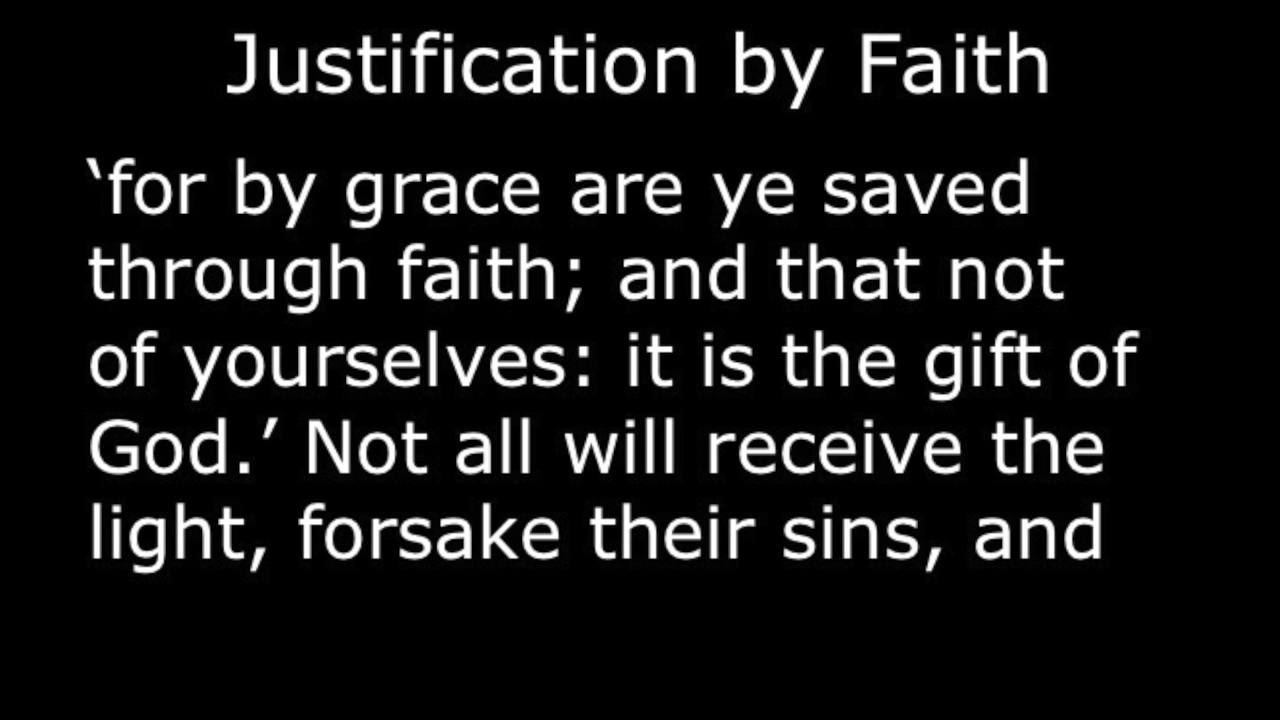 Justification by Faith
‘for by grace are ye saved
through faith; and that not
of yourselves: it is the gift of
God.’ Not all will receive the
light, forsake their sins, and